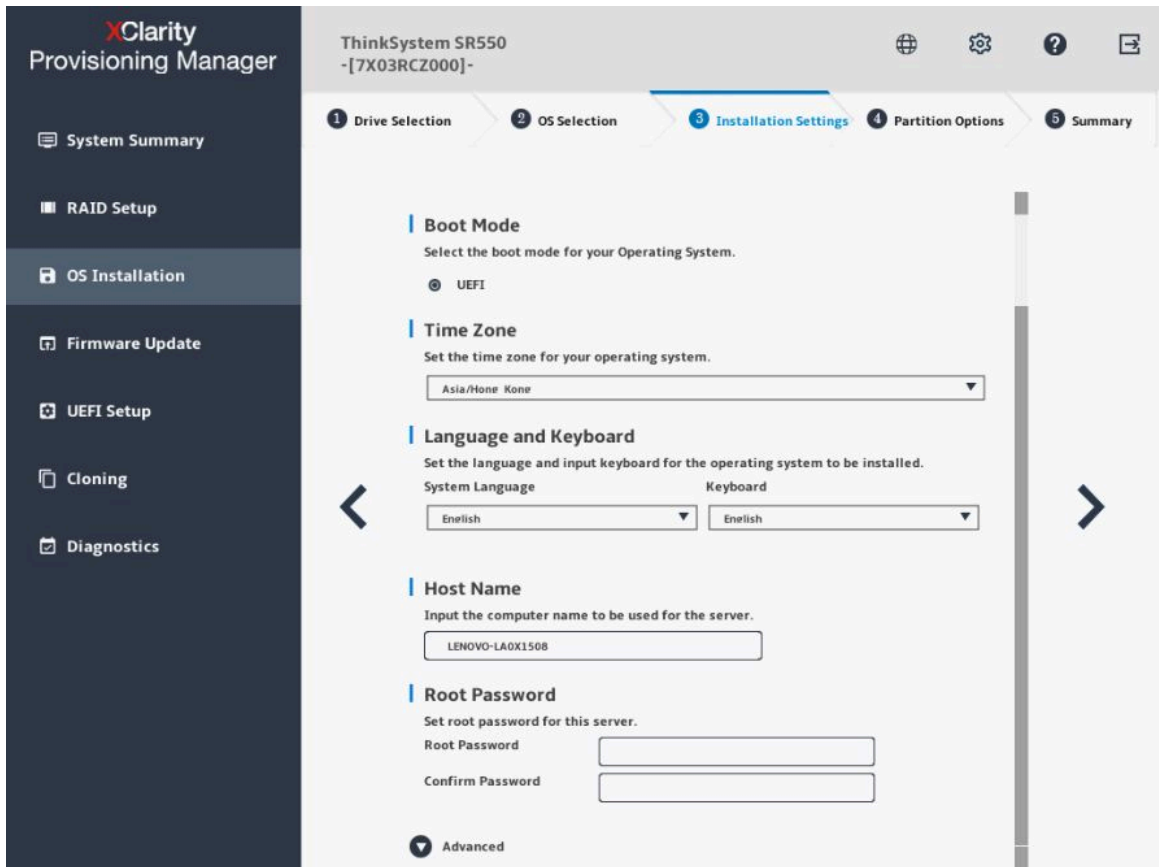 XClarity
Provisioning Manager
System Summary
RAID Setup
OS Installation
Firmware Update
UEFI Setup
Cloning
Diagnostics
ThinkSystem SR550
-[7X03RCZ000]-
1 Drive Selection
2 OS Selection
3 Installation Settings
4 Partition Options
5 Summary
Boot Mode
Select the boot mode for your Operating System.
UEFI
Time Zone
Set the time zone for your operating system.
Asia/Hong Kong
Language and Keyboard
Set the language and input keyboard for the operating system to be installed.
System Language Keyboard
English English
Host Name
Input the computer name to be used for the server.
LENOVO-LA0X1508
Root Password
Set root password for this server.
Root Password
Confirm Password
Advanced